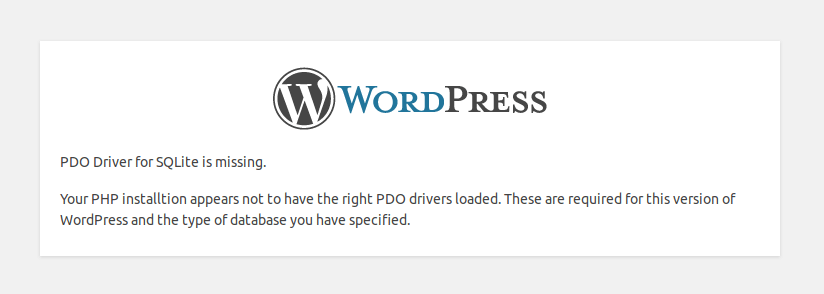 WORDPRESS
PDO Driver for SQLite is missing.
Your PHP installtion appears not to have the right PDO drivers loaded. These are required for this version of
WordPress and the type of database you have specified.